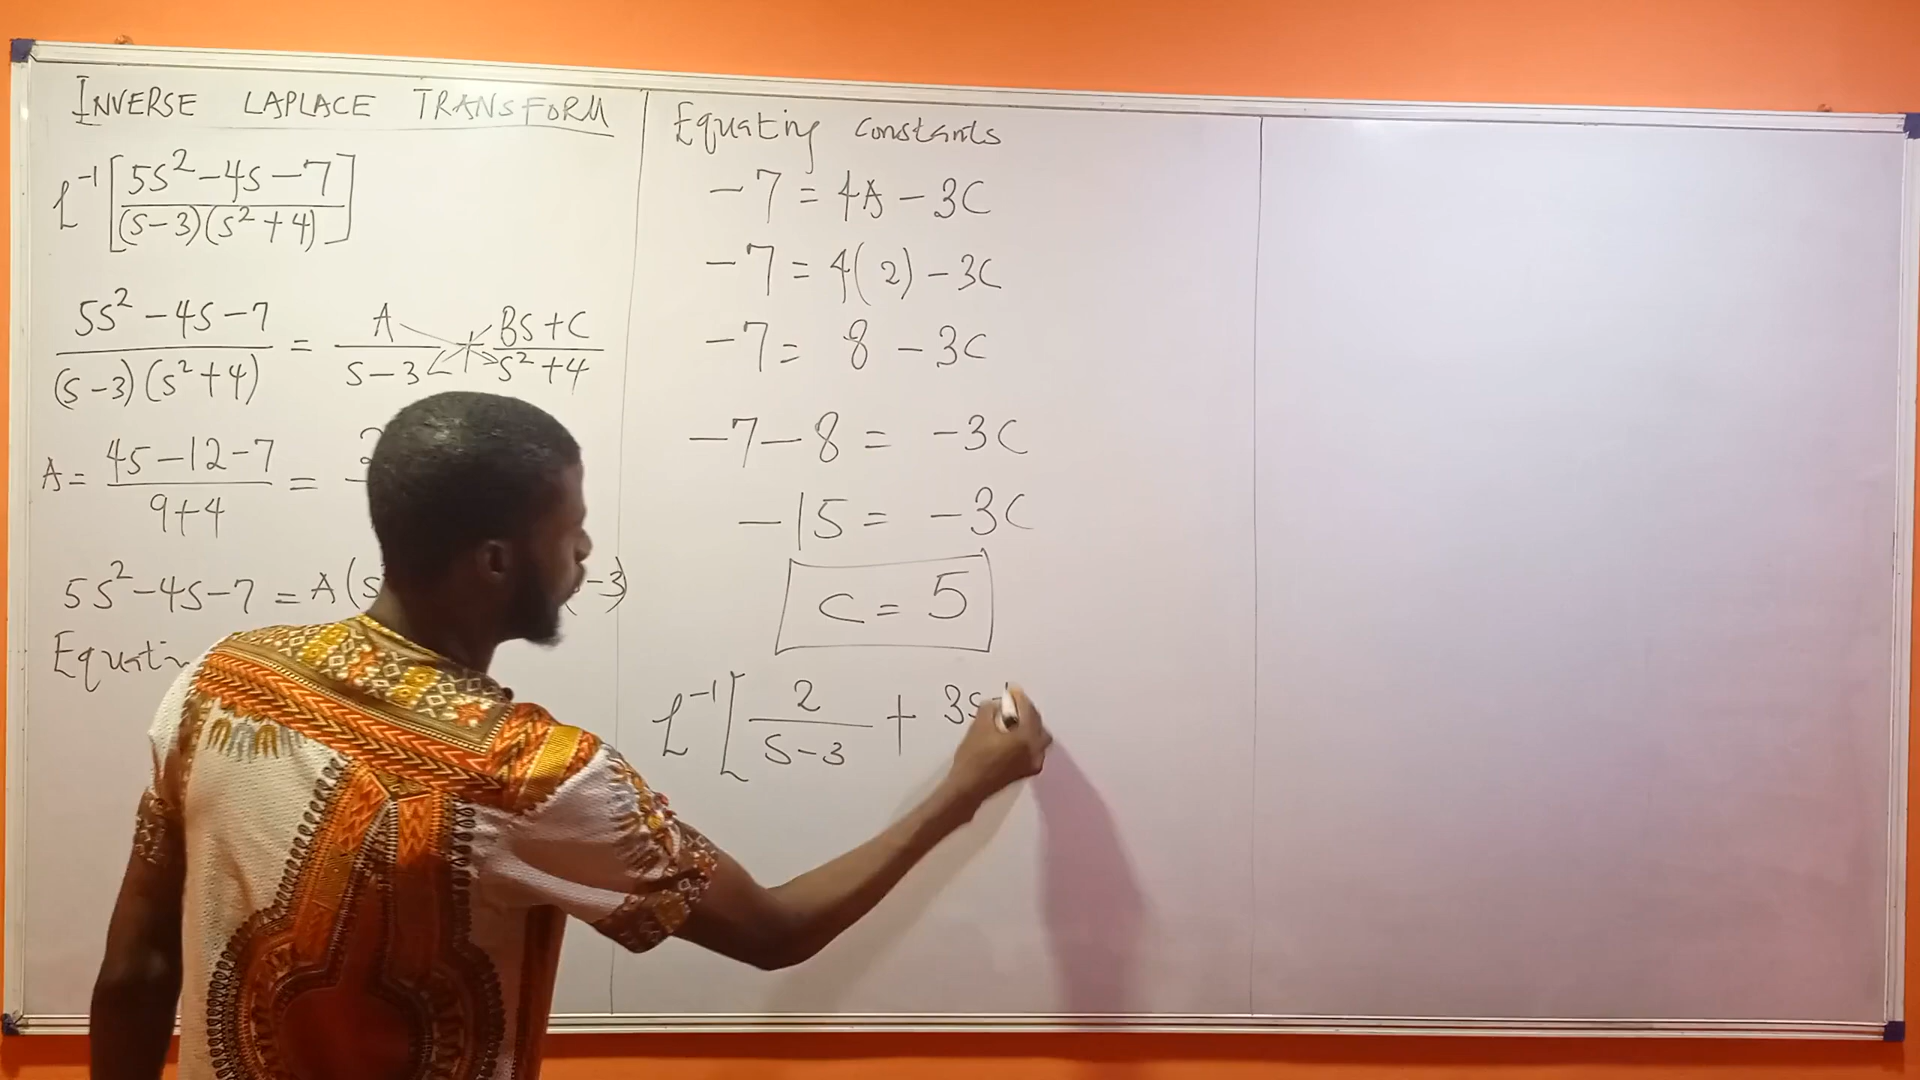 INVERSE LAPLACE TRANSFORM
L⁻¹[(5s²-4s-7)/((s-3)(s²+4))]
(5s²-4s-7)/((s-3)(s²+4)) = A/(s-3) + (Bs+C)/(s²+4)
A = (45-12-7)/(9+4) = 2
5s²-4s-7 = A(s -3)
Equatin
Equating constants
-7 = 4A - 3C
-7 = 4(2) - 3C
-7 = 8 - 3C
-7-8 = -3C
-15 = -3C
C = 5
L⁻¹[2/(s-3) + 3s